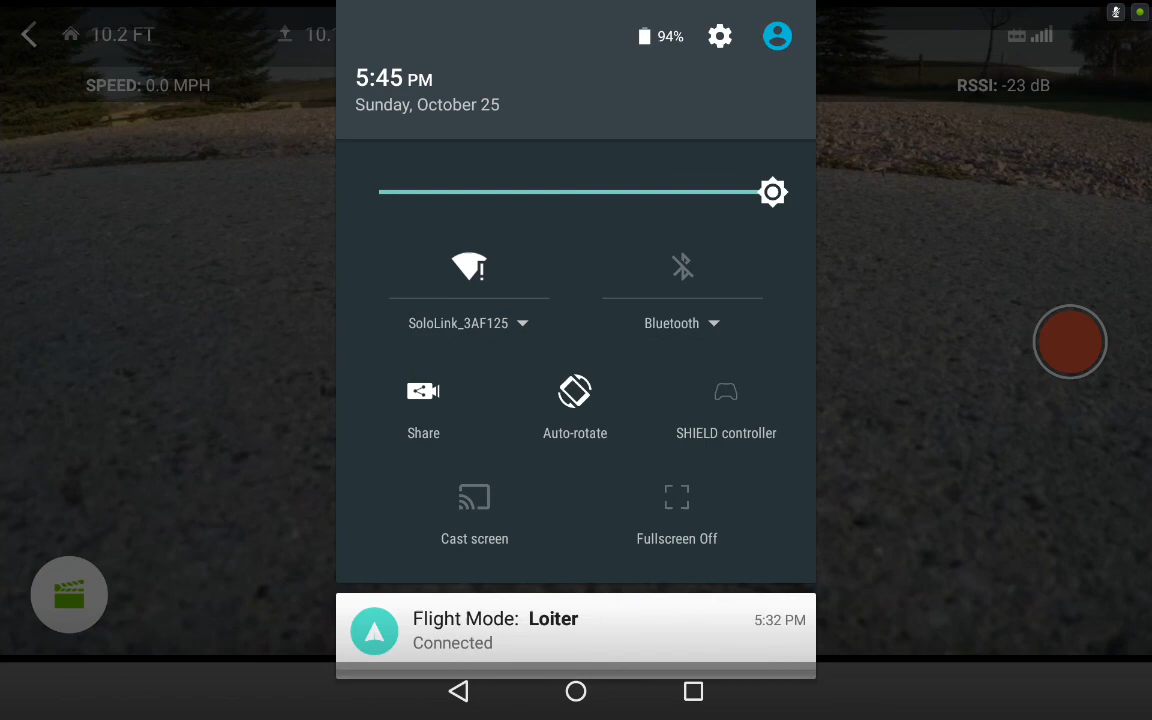 10.2 FT
10.
94%
5:45 PM
Sunday, October 25
SPEED: 0.0 MPH
RSSI: -23 dB
SoloLink_3AF125
Bluetooth
Share
Auto-rotate
SHIELD controller
Cast screen
Fullscreen Off
Flight Mode: Loiter
5:32 PM
Connected